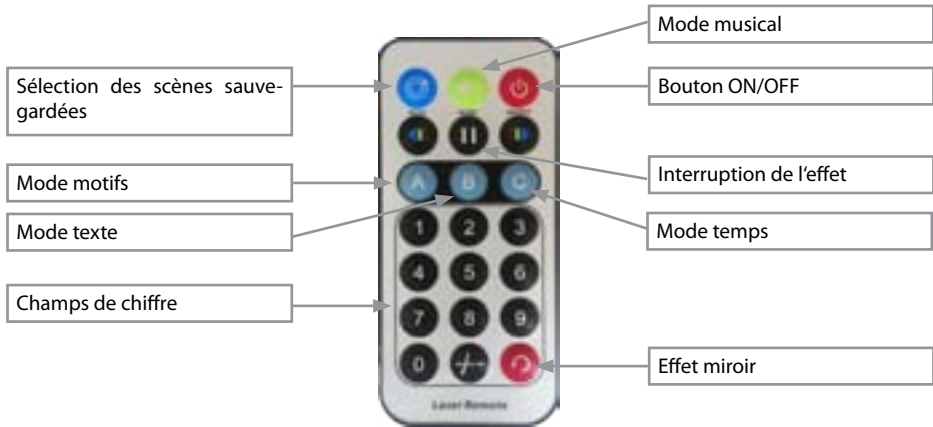 Mode musical
Sélection des scènes sauve-
gardées
Bouton ON/OFF
Mode motifs
A B C
Interruption de l'effet
Mode texte
1 2 3
Mode temps
4 5 6
Champs de chiffre
7 8 9
0
Effet miroir
Laser Remote